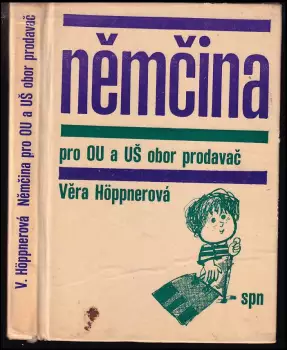 V. Höppnerová Němčina pro OU a UŠ obor prodavač
němčina
pro OU a UŠ obor prodavač
Věra Höppnerová
spn